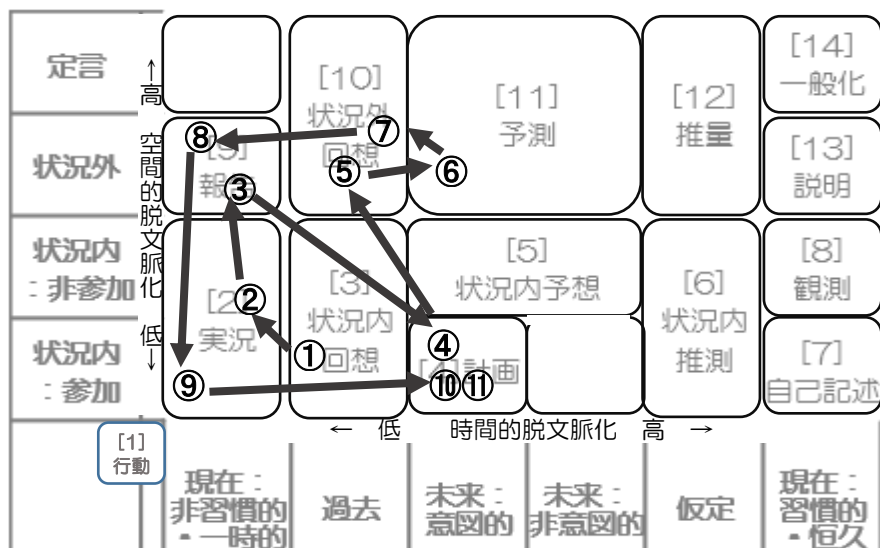 定言
↑高 空間的脱文脈化 低↓
[10]
状況外
回想
[11]
予測
[12]
推量
[14]
一般化
状況外
[9]
報告
[13]
説明
⑧
⑦
⑥
⑤
③
状況内
:非参加
[2]
実況
[3]
状況内
回想
[5]
状況内予想
[6]
状況内
推測
[8]
観測
②
①
④
状況内
:参加
[4]計画
[7]
自己記述
⑨
⑩⑪
← 低 時間的脱文脈化 高 →
[1]
行動
現在:
非習慣的
・一時的
過去
未来:
意図的
未来:
非意図的
仮定
現在:
習慣的
・恒久